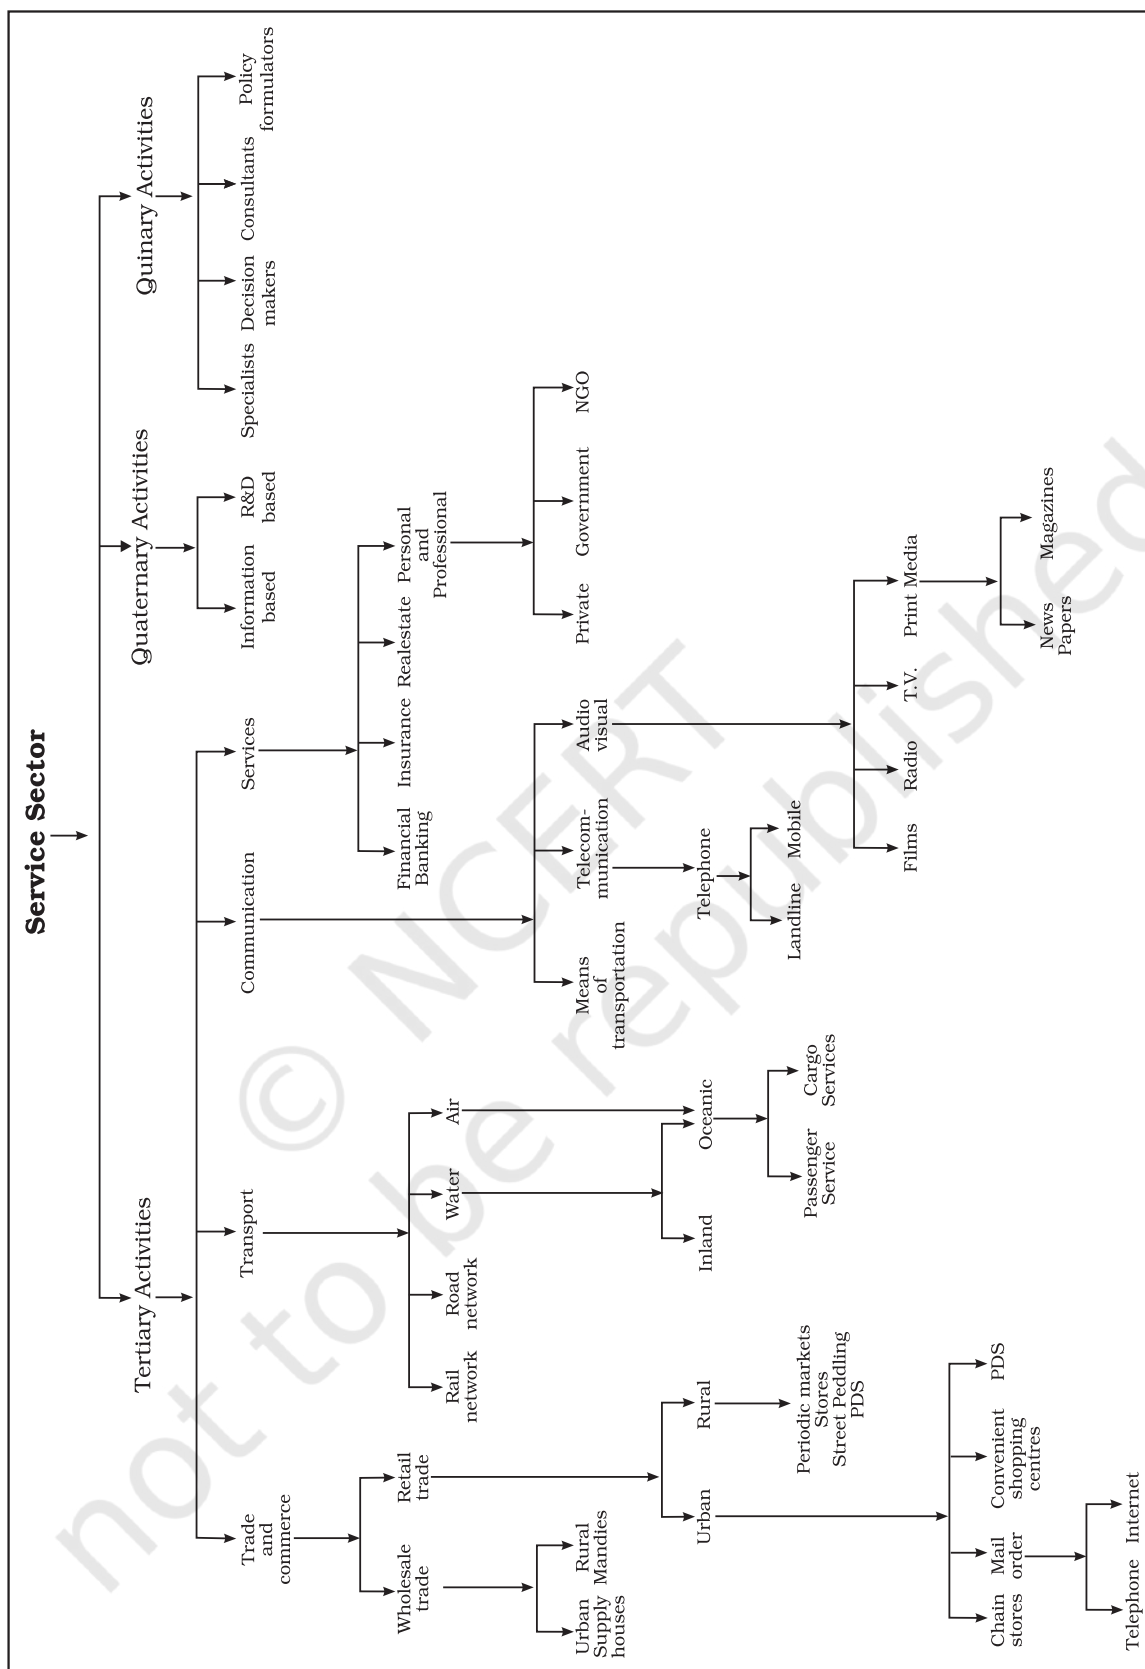 Service Sector
Tertiary Activities
Quaternary Activities
Quinary Activities
Trade
and
commerce
Transport
Communication
Services
Information
based
R&D
based
Specialists
Decision
makers
Consultants
Policy
formulators
Wholesale
trade
Retail
trade
Rail
network
Road
network
Water
Air
Financial
Banking
Insurance
Realestate
Personal
and
Professional
Urban
Supply
houses
Rural
Mandies
Means
of
transportation
Telecom-
munication
Audio
visual
Private
Government
NGO
Urban
Rural
Inland
Oceanic
Telephone
Periodic markets
Stores
Street Peddling
PDS
Passenger
Service
Cargo
Services
Landline
Mobile
Films
Radio
T.V.
Print Media
Chain
stores
Mail
order
Convenient
shopping
centres
PDS
News
Papers
Magazines
Telephone
Internet
© NCERT
not to be republished